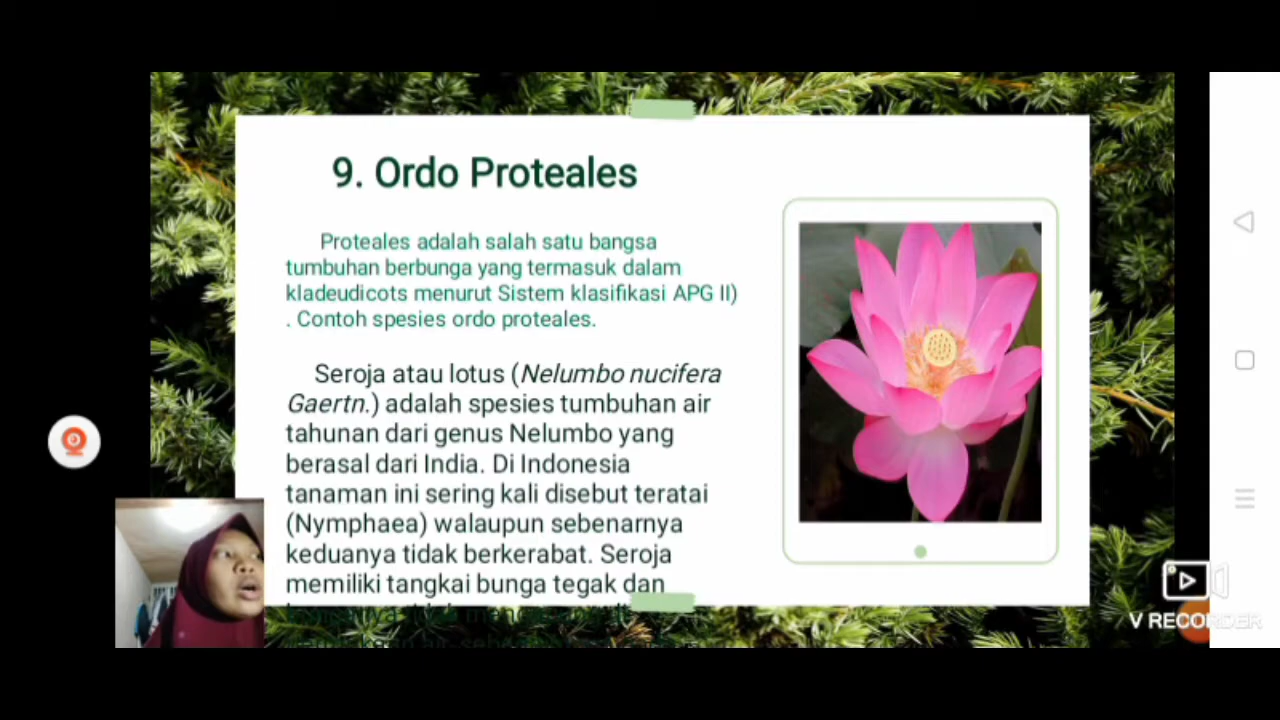 9. Ordo Proteales
Proteales adalah salah satu bangsa
tumbuhan berbunga yang termasuk dalam
kladeudicots menurut Sistem klasifikasi APG II)
. Contoh spesies ordo proteales.
Seroja atau lotus (Nelumbo nucifera
Gaertn.) adalah spesies tumbuhan air
tahunan dari genus Nelumbo yang
berasal dari India. Di Indonesia
tanaman ini sering kali disebut teratai
(Nymphaea) walaupun sebenarnya
keduanya tidak berkerabat. Seroja
memiliki tangkai bunga tegak dan
V RECORDER